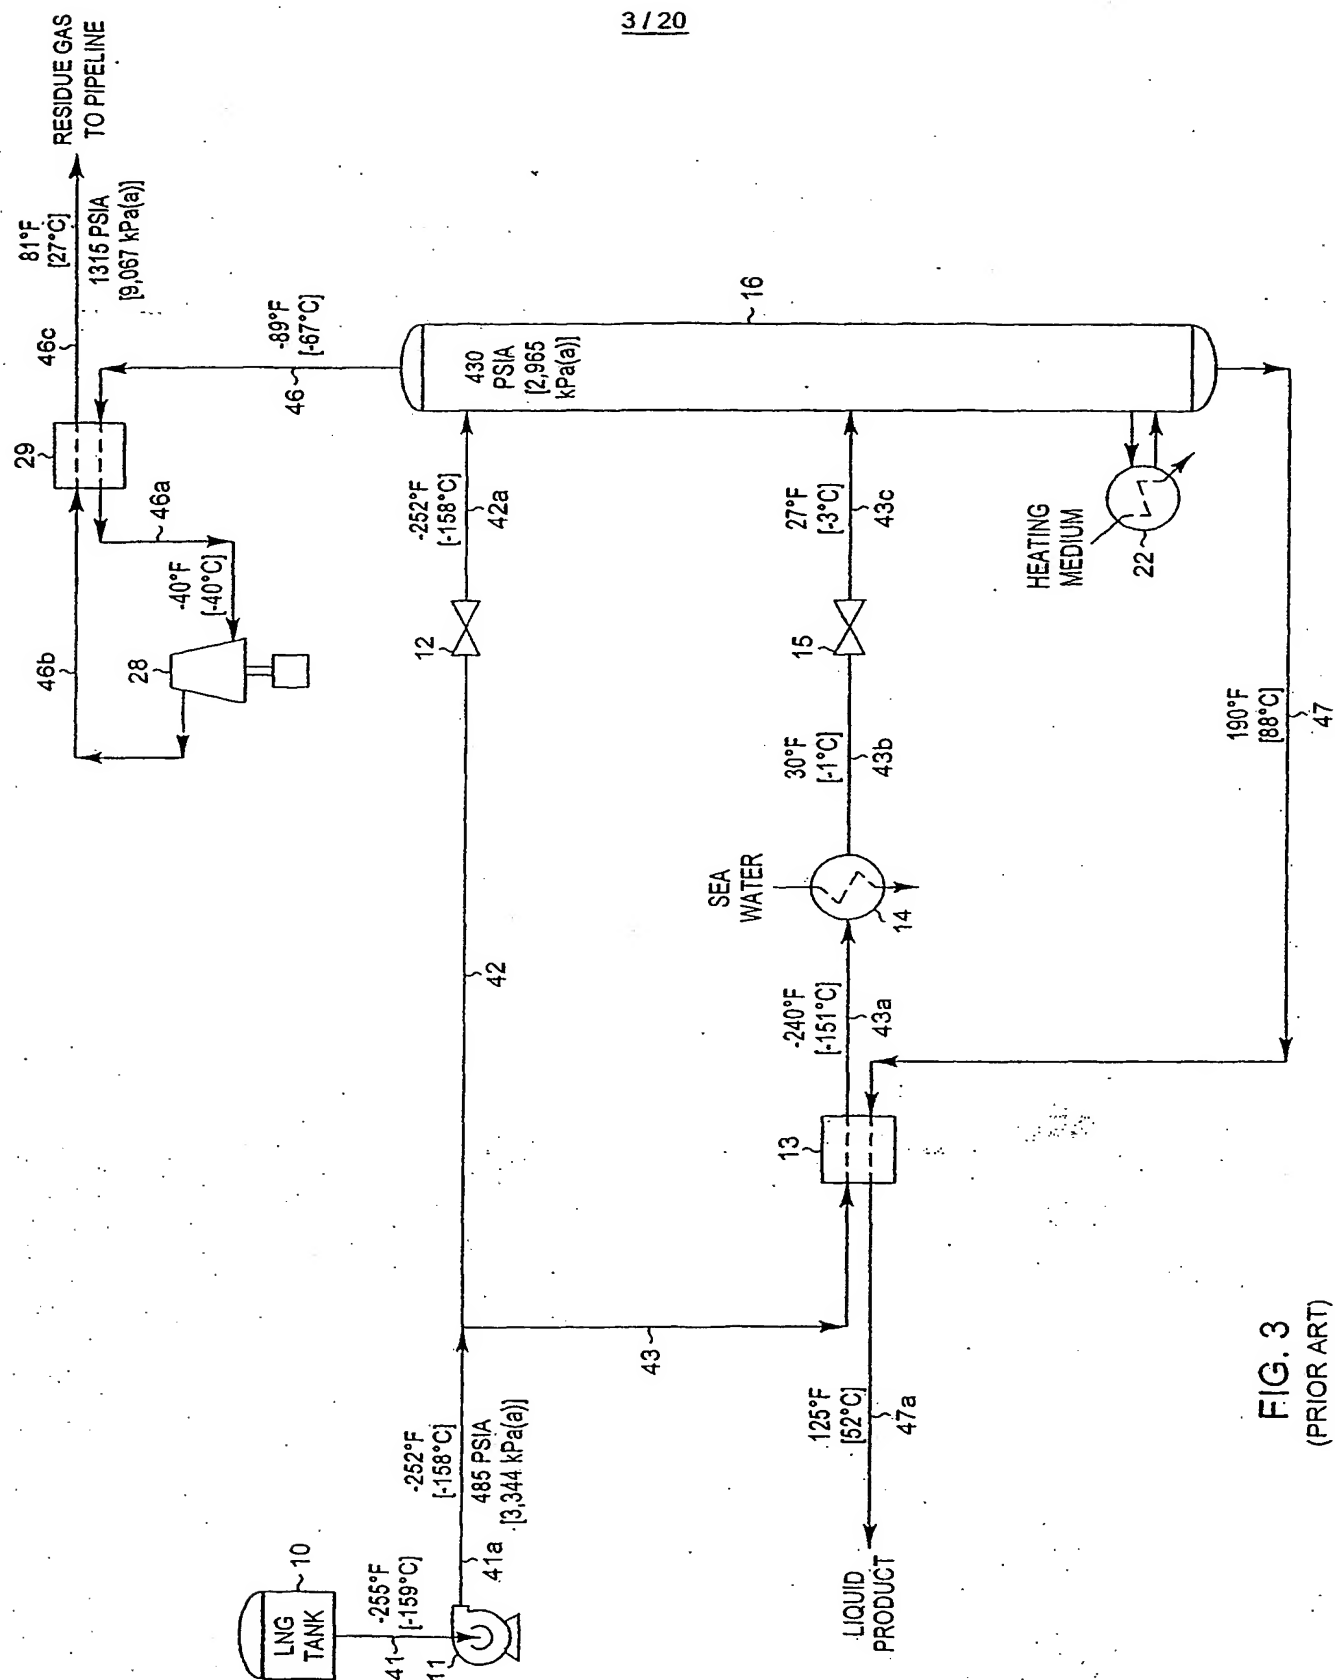 3 / 20
RESIDUE GAS
TO PIPELINE
81°F
[27°C]
1315 PSIA
[9,067 kPa(a)]
46c
-89°F
[-67°C]
46
29
46a
-40°F
[-40°C]
46b
28
16
430
PSIA
[2,965
kPa(a)]
-252°F
[-158°C]
42a
12
42
27°F
[-3°C]
43c
15
30°F
[-1°C]
43b
HEATING
MEDIUM
22
SEA
WATER
14
-240°F
[-151°C]
43a
13
190°F
[88°C]
47
43
-252°F
[-158°C]
485 PSIA
[3,344 kPa(a)]
41a
10
LNG
TANK
-255°F
[-159°C]
41
11
125°F
[52°C]
47a
LIQUID
PRODUCT
FIG. 3
(PRIOR ART)